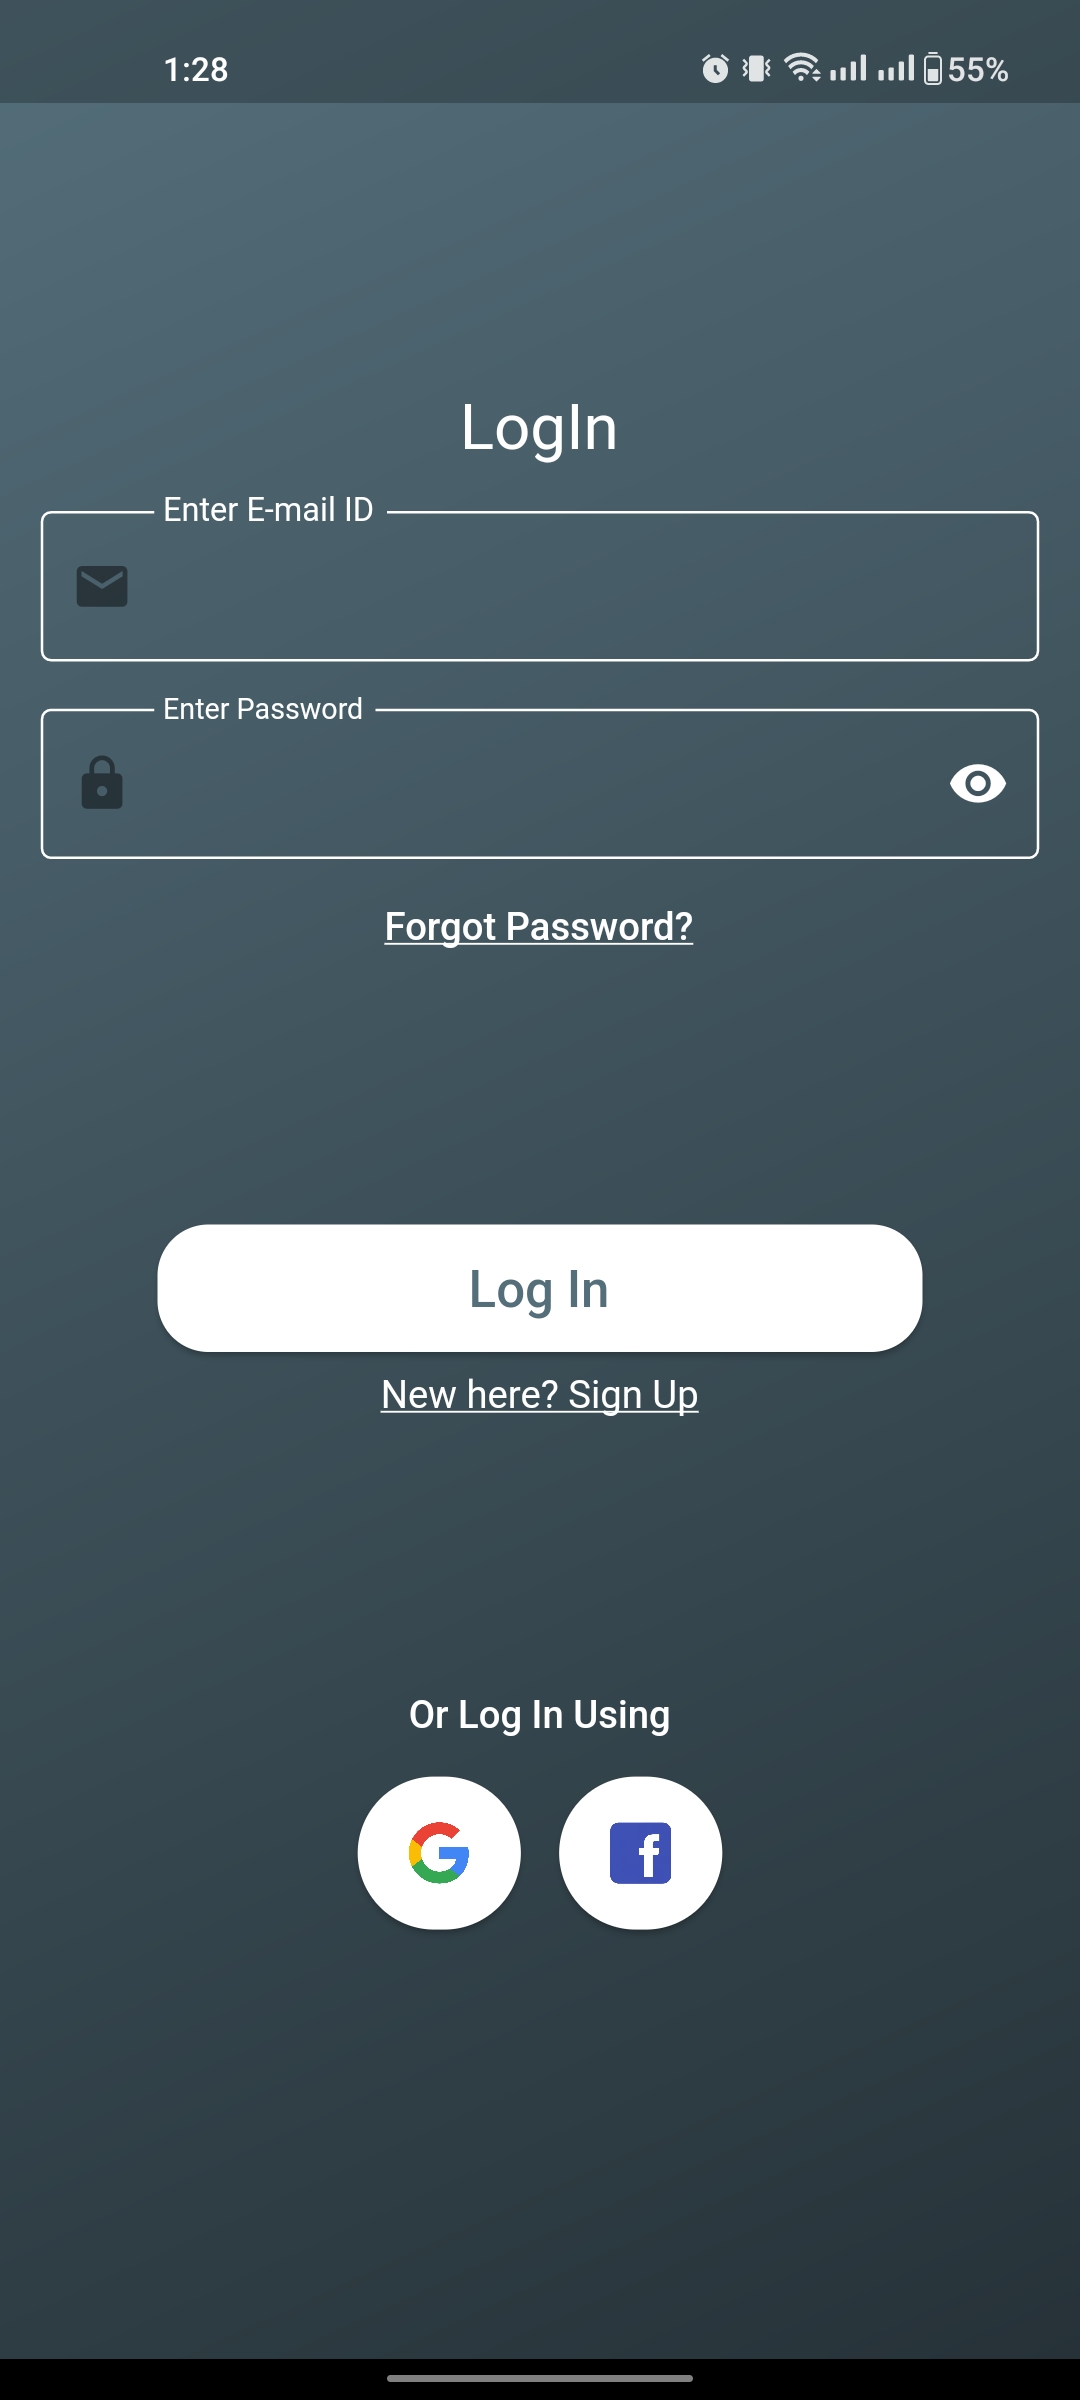 1:28 55%
LogIn
Enter E-mail ID
Enter Password
Forgot Password?
Log In
New here? Sign Up
Or Log In Using